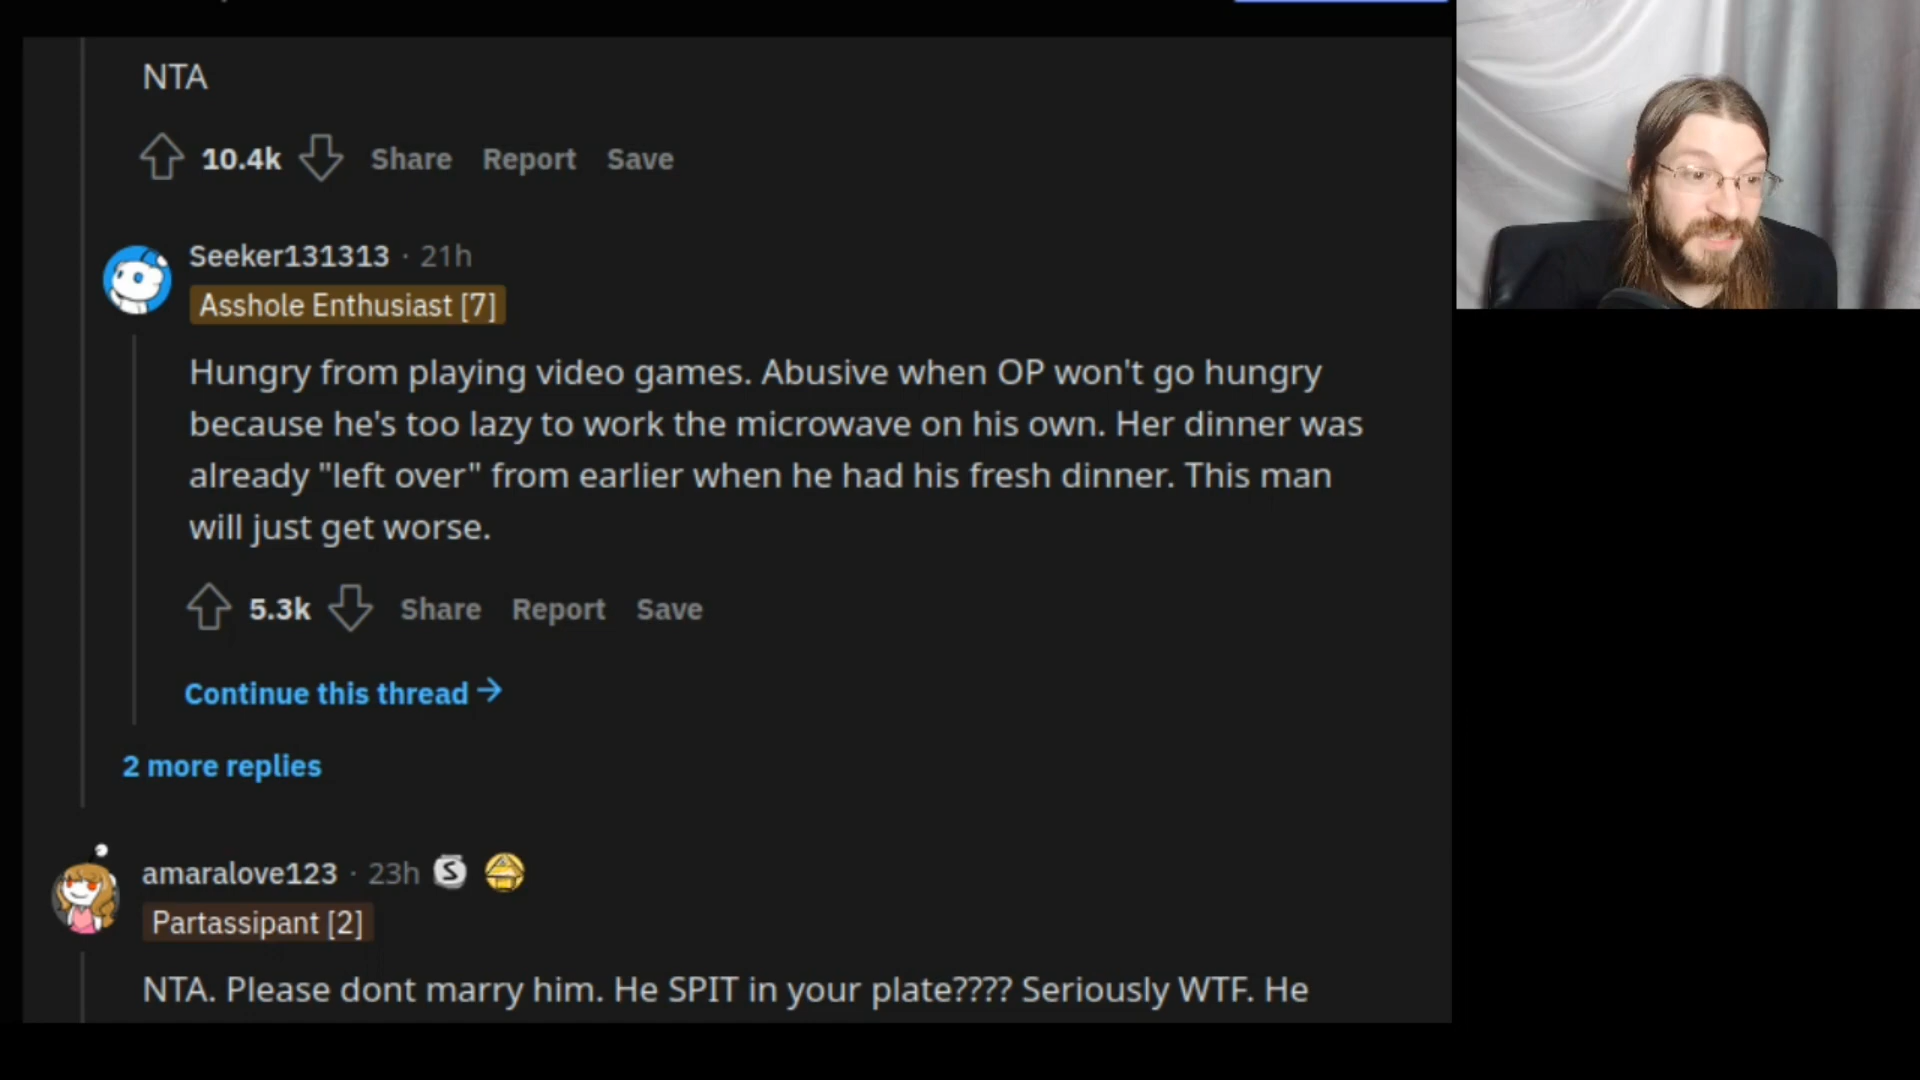 NTA
10.4k Share Report Save
Seeker131313 · 21h
Asshole Enthusiast [7]
Hungry from playing video games. Abusive when OP won't go hungry
because he's too lazy to work the microwave on his own. Her dinner was
already "left over" from earlier when he had his fresh dinner. This man
will just get worse.
5.3k Share Report Save
Continue this thread →
2 more replies
amaralove123 · 23h S
Partassipant [2]
NTA. Please dont marry him. He SPIT in your plate???? Seriously WTF. He